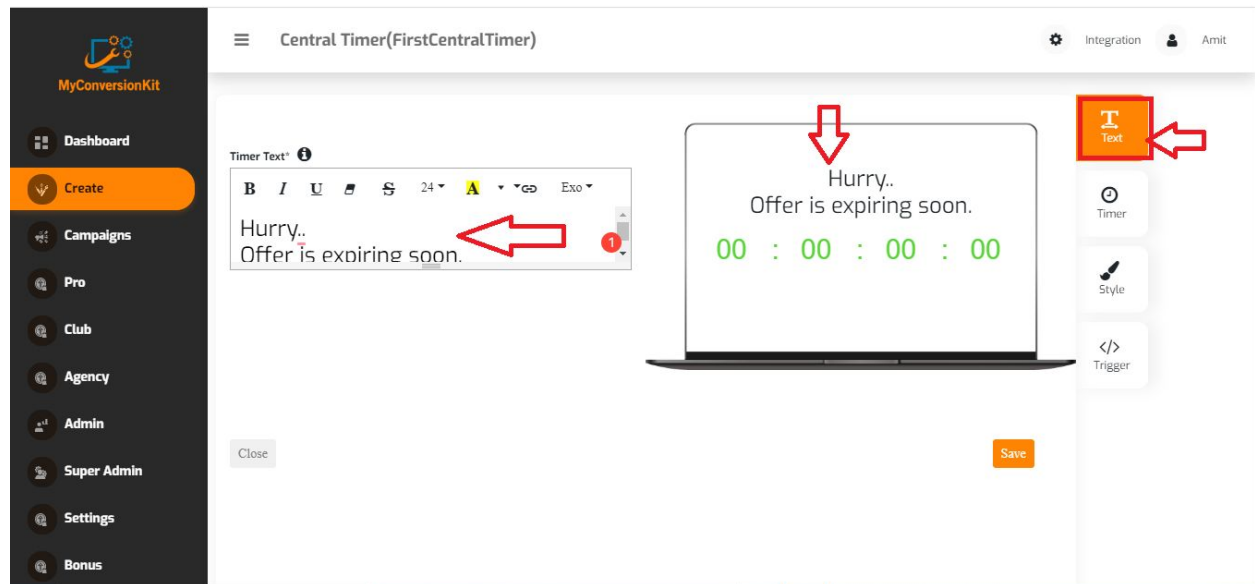 MyConversionKit
Dashboard
Create
Campaigns
Pro
Club
Agency
Admin
Super Admin
Settings
Bonus
Central Timer(FirstCentralTimer)
Integration
Amit
Timer Text*
B I U S 24 A Exo
Hurry..
Offer is expiring soon.
1
Hurry..
Offer is expiring soon.
00 : 00 : 00 : 00
Close
Save
T
Text
Timer
Style
</>
Trigger